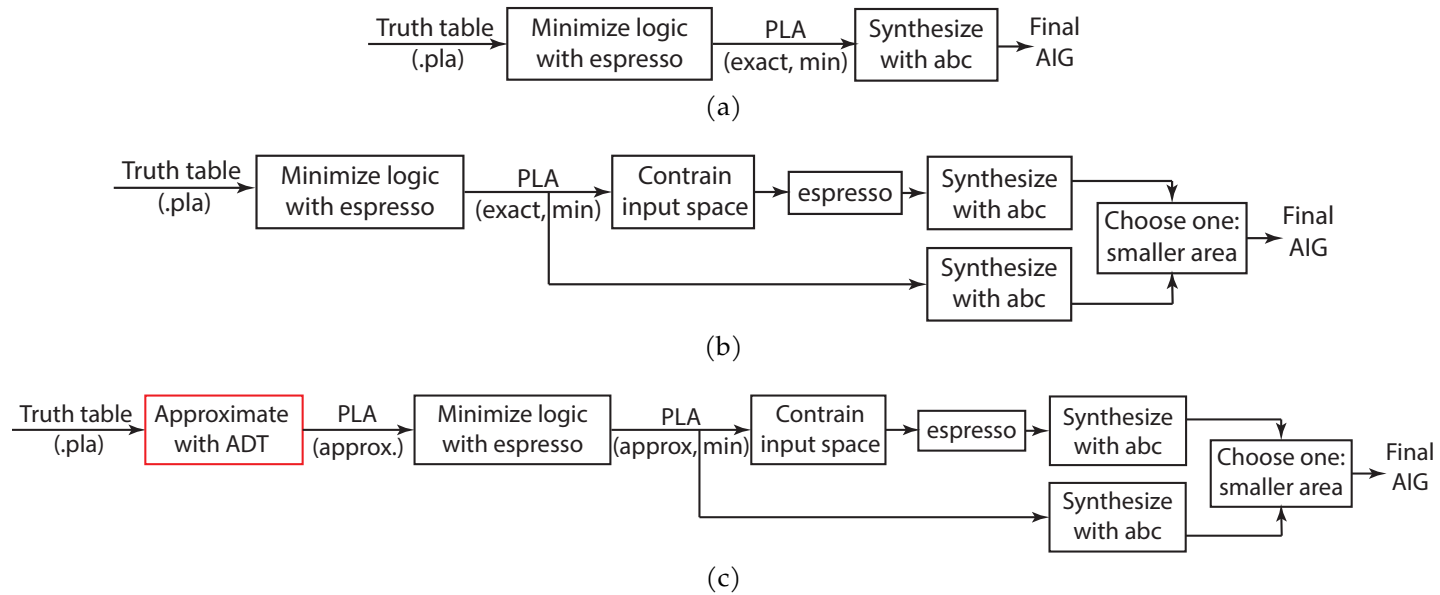 Truth table
(.pla)
Minimize logic
with espresso
PLA
(exact, min)
Synthesize
with abc
Final
AIG
(a)
Truth table
(.pla)
Minimize logic
with espresso
PLA
(exact, min)
Contrain
input space
espresso
Synthesize
with abc
Synthesize
with abc
Choose one:
smaller area
Final
AIG
(b)
Truth table
(.pla)
Approximate
with ADT
PLA
(approx.)
Minimize logic
with espresso
PLA
(approx, min)
Contrain
input space
espresso
Synthesize
with abc
Synthesize
with abc
Choose one:
smaller area
Final
AIG
(c)